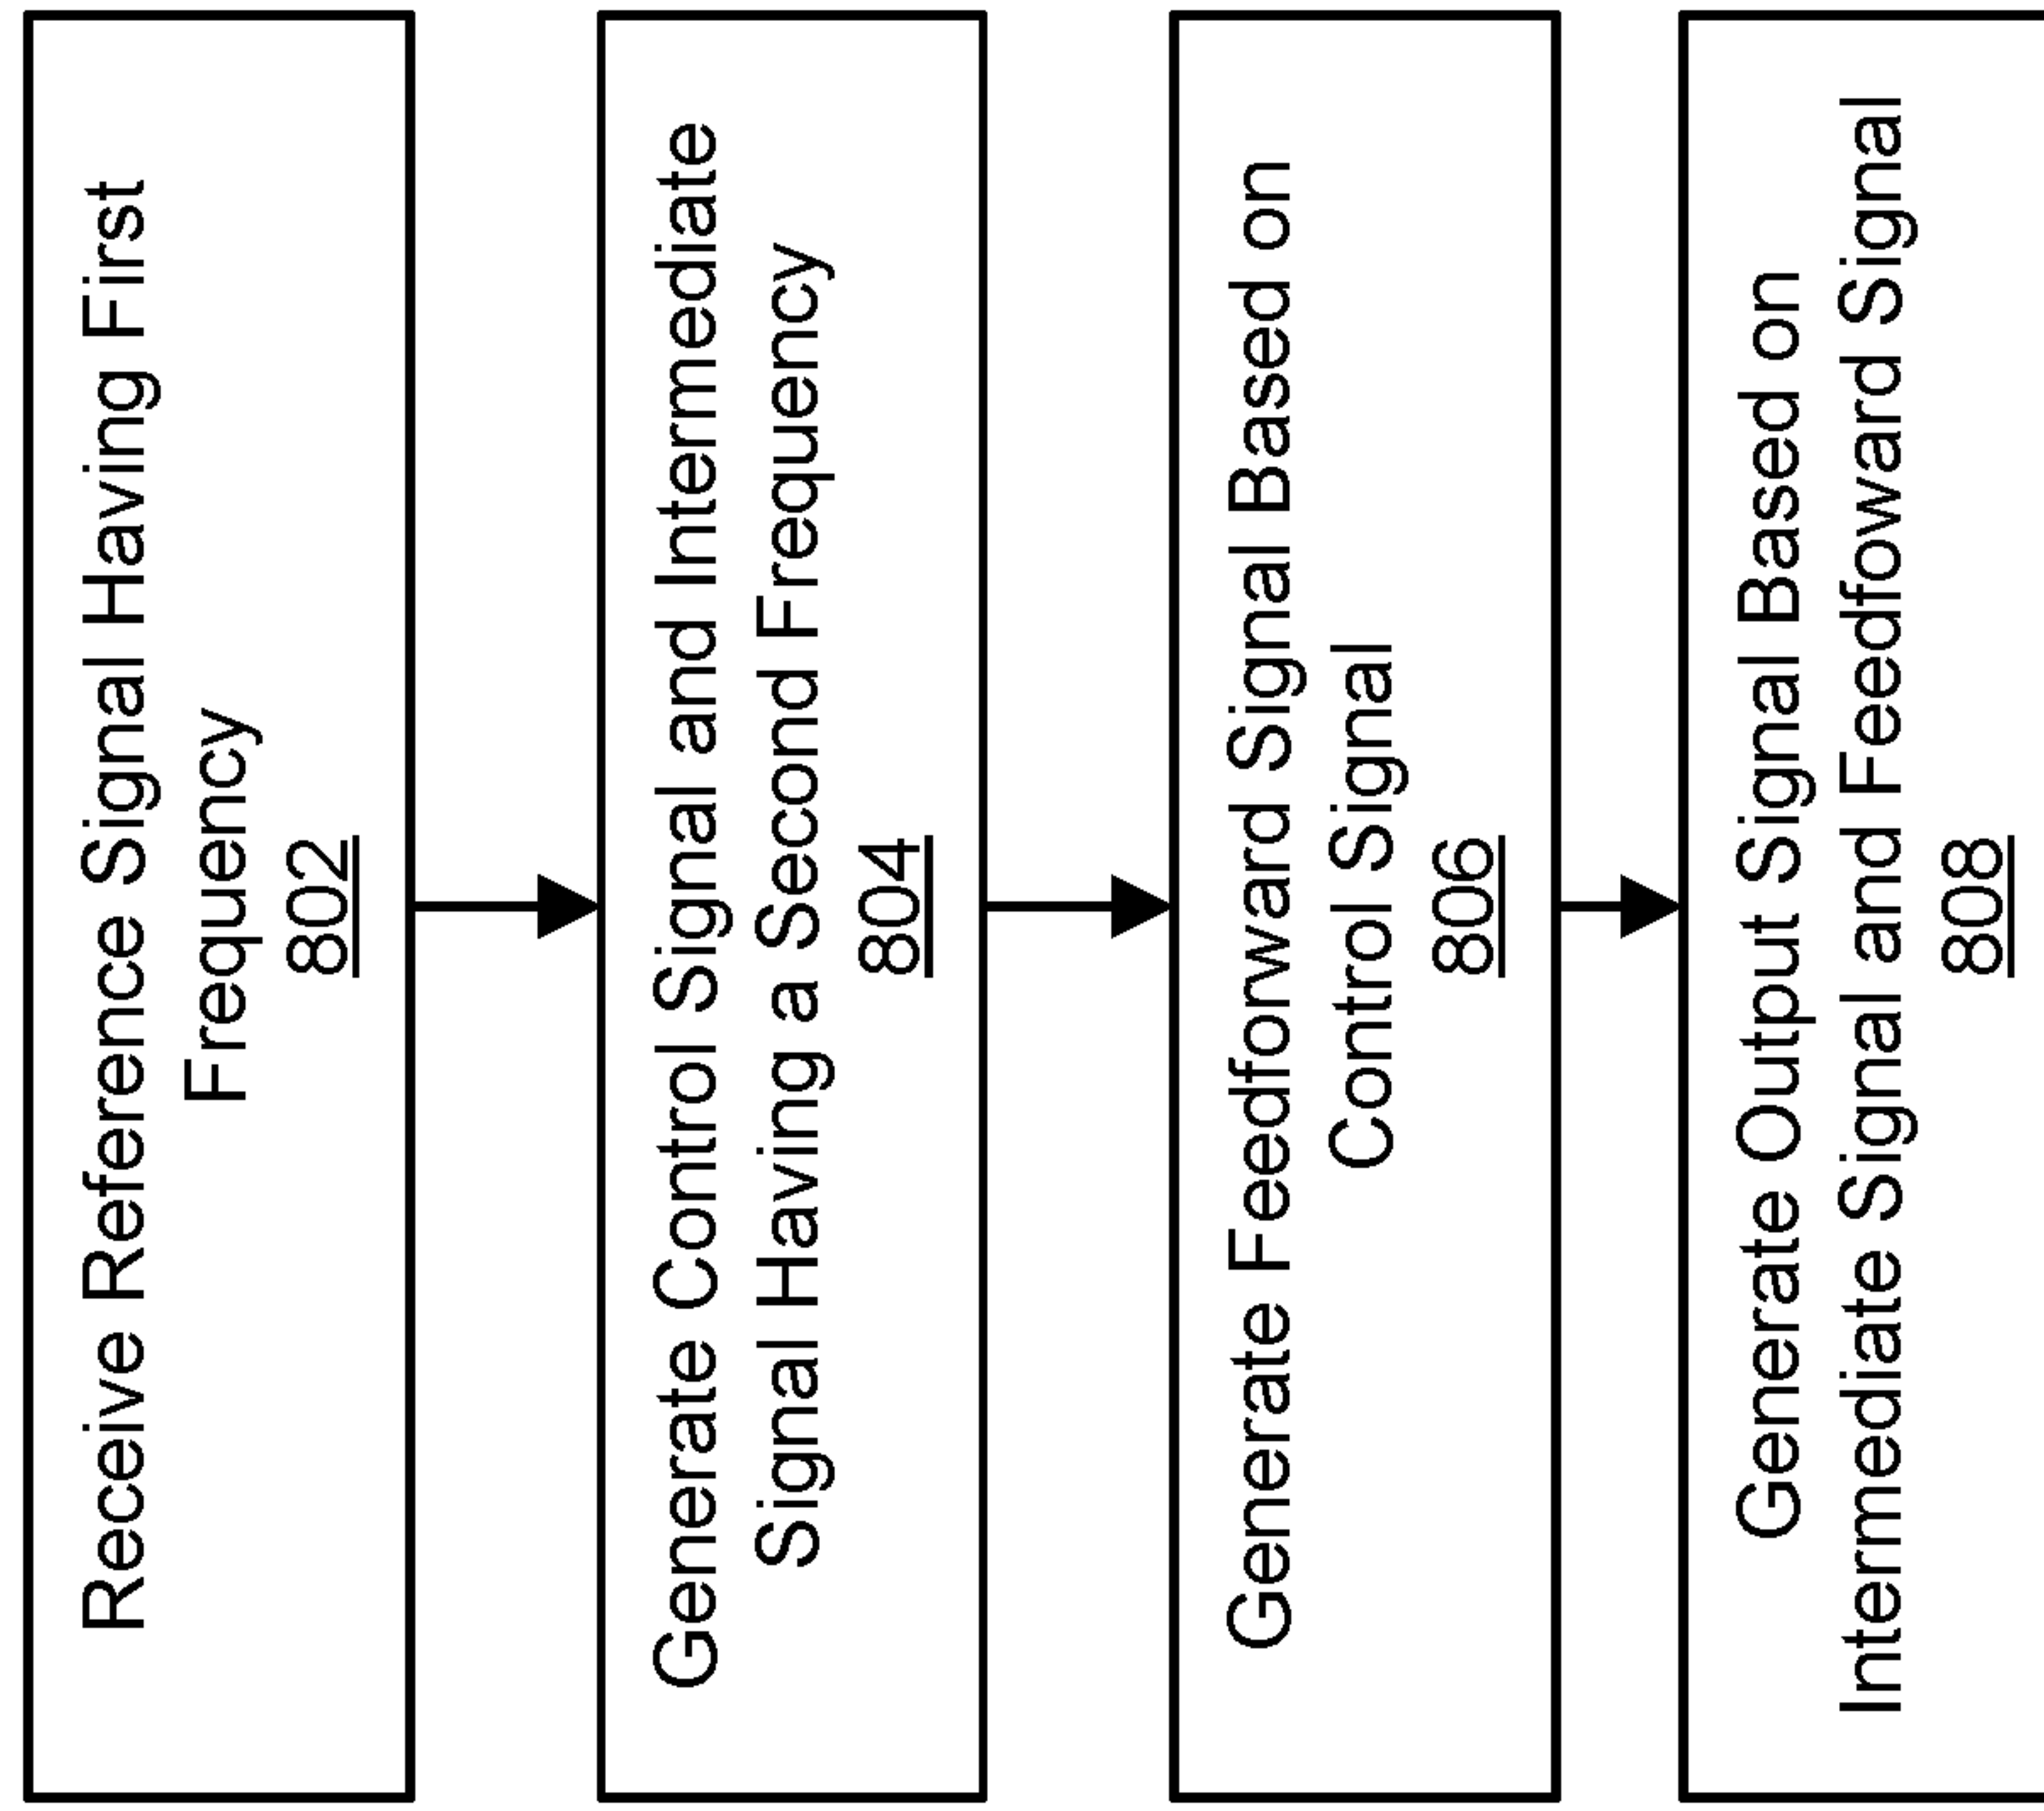 Receive Reference Signal Having First
Frequency
802
Generate Control Signal and Intermediate
Signal Having a Second Frequency
804
Generate Feedforward Signal Based on
Control Signal
806
Generate Output Signal Based on
Intermediate Signal and Feedfoward Signal
808